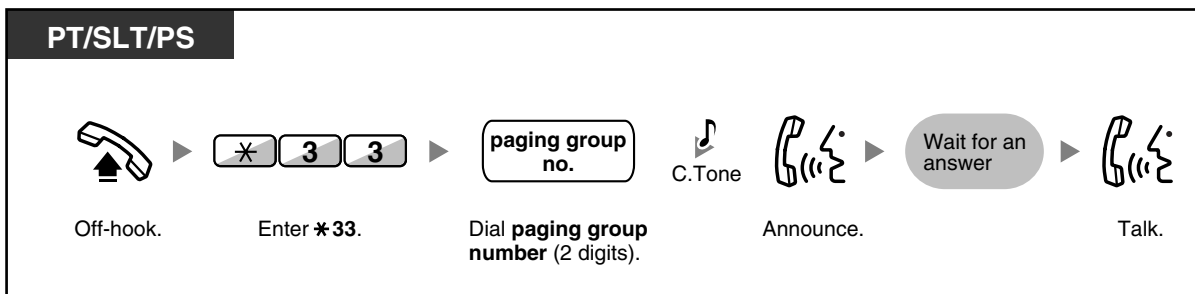 PT/SLT/PS
✳ 3 3
paging group
no.
C.Tone
Wait for an
answer
Off-hook.
Enter ✳33.
Dial paging group
number (2 digits).
Announce.
Talk.